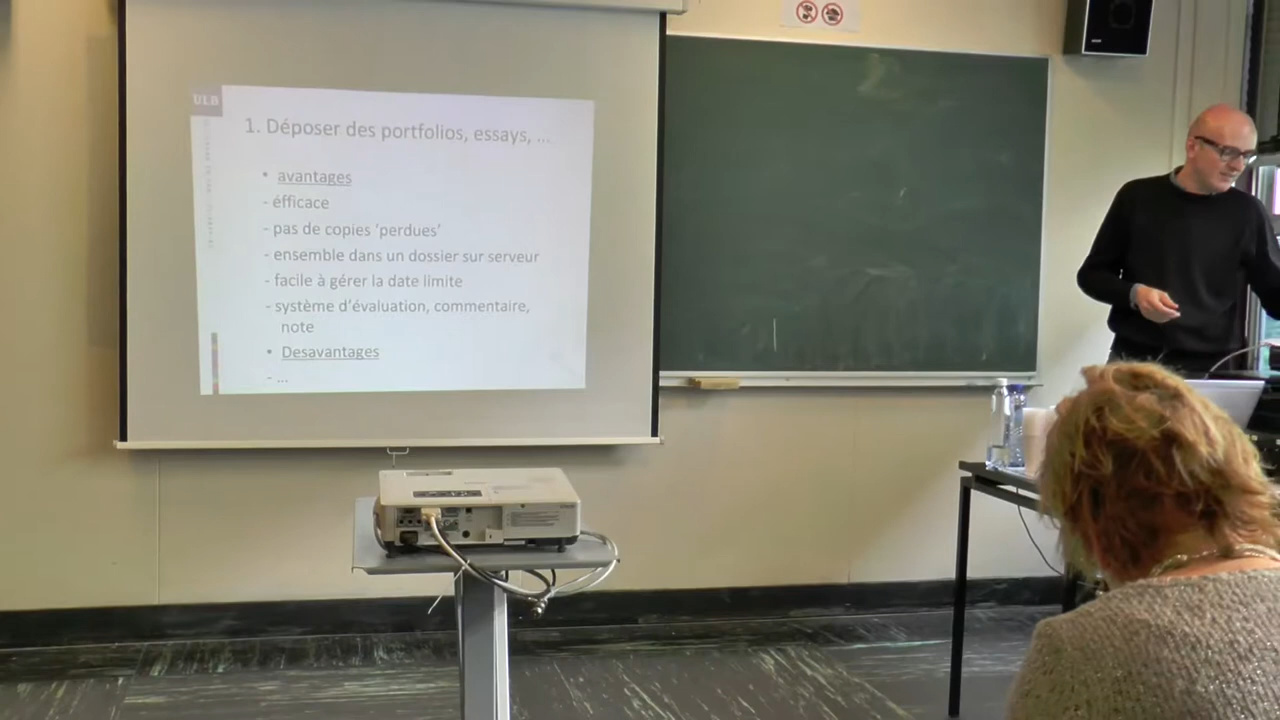 ULB
1. Déposer des portfolios, essays, ...
• avantages
- éfficace
- pas de copies 'perdues'
- ensemble dans un dossier sur serveur
- facile à gérer la date limite
- système d'évaluation, commentaire,
note
• Desavantages
- ...